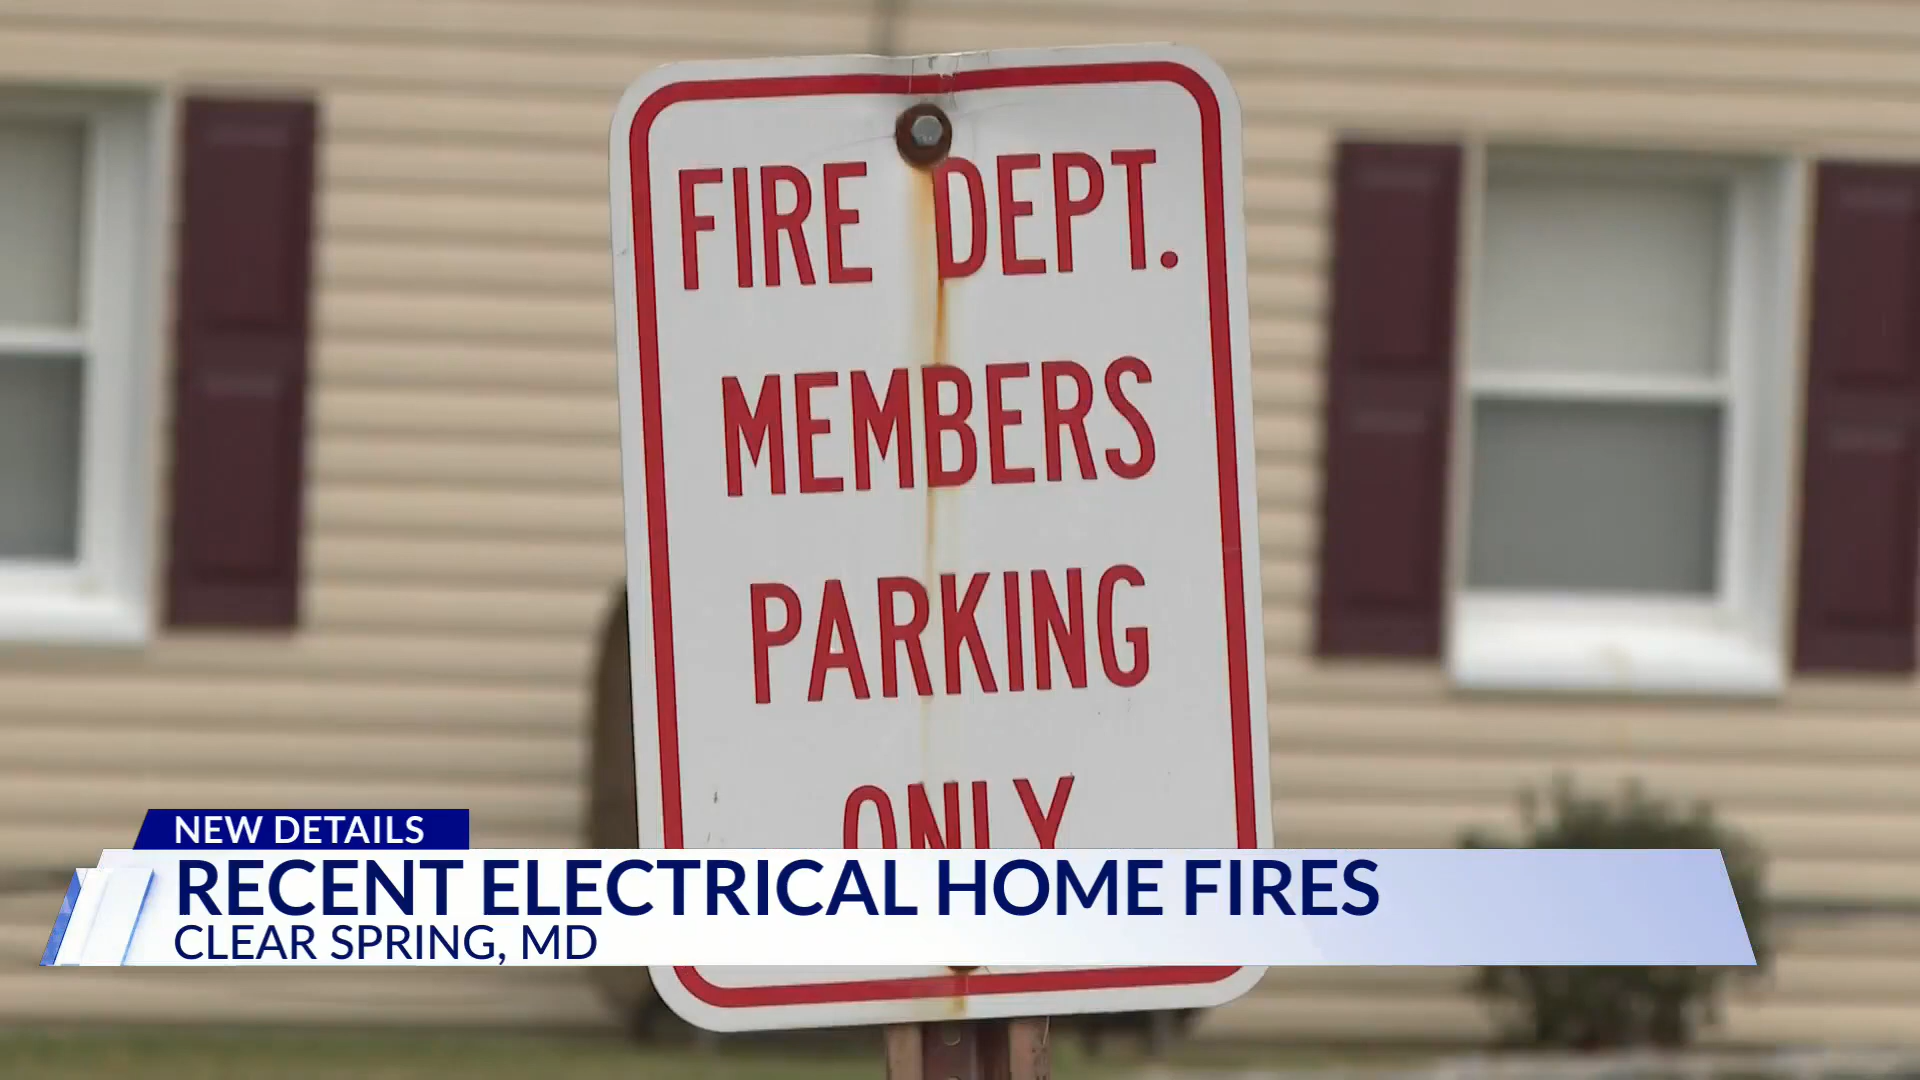 FIRE DEPT.
MEMBERS
PARKING
ONLY
NEW DETAILS
RECENT ELECTRICAL HOME FIRES
CLEAR SPRING, MD